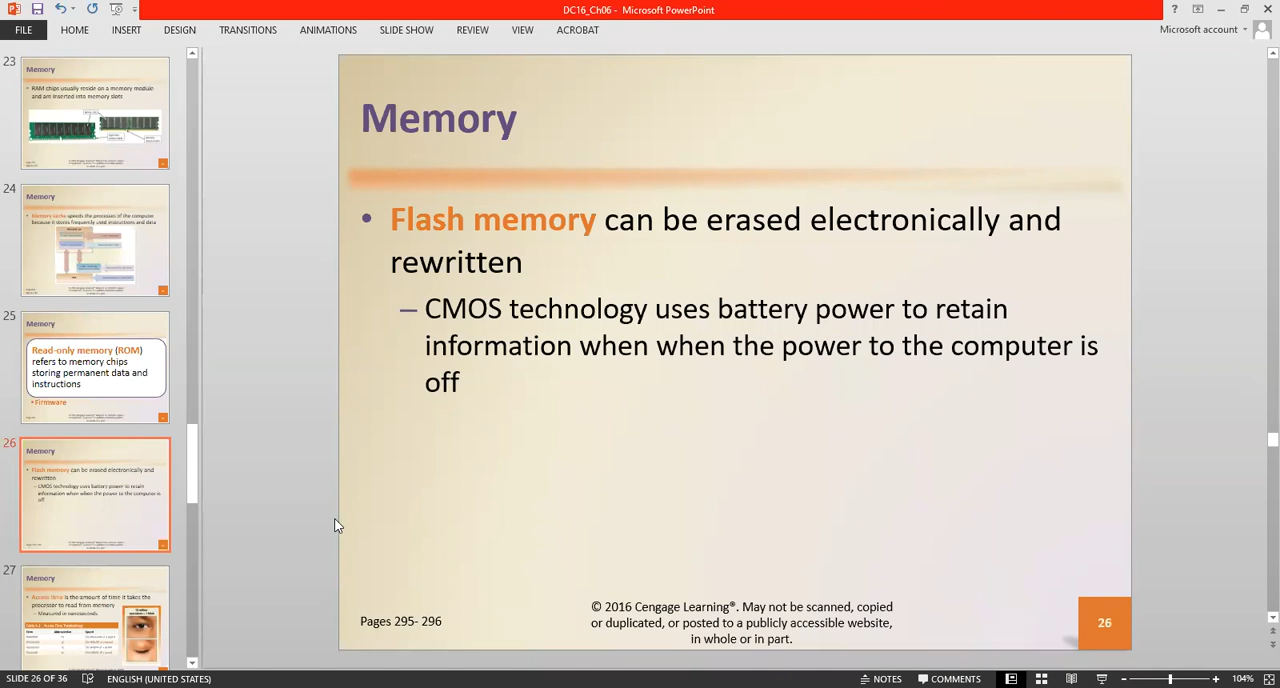 DC16_Ch06 - Microsoft PowerPoint
?
FILE
HOME
INSERT
DESIGN
TRANSITIONS
ANIMATIONS
SLIDE SHOW
REVIEW
VIEW
ACROBAT
Microsoft account
23
Memory
RAM chips usually reside on a memory module
and are inserted into memory slots
24
Memory
Memory cache speeds the processes of the computer
because it stores frequently used instructions and data
25
Memory
Read-only memory (ROM)
refers to memory chips
storing permanent data and
instructions
• Firmware
26
Memory
Flash memory can be erased electronically and
rewritten
– CMOS technology uses battery power to retain
information when when the power to the computer is
off
27
Memory
Access time is the amount of time it takes the
processor to read from memory
– Measured in nanoseconds
Memory
• Flash memory can be erased electronically and
rewritten
– CMOS technology uses battery power to retain
information when when the power to the computer is
off
Pages 295- 296
© 2016 Cengage Learning®. May not be scanned, copied
or duplicated, or posted to a publicly accessible website,
in whole or in part.
26
SLIDE 26 OF 36
ENGLISH (UNITED STATES)
NOTES
COMMENTS
104%